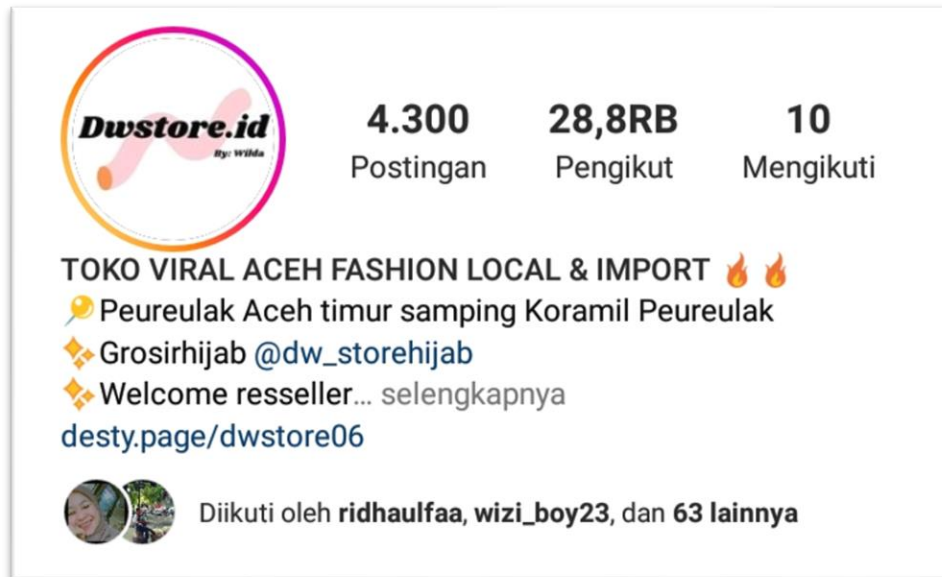 Dwstore.id
By: Wilda
4.300
Postingan
28,8RB
Pengikut
10
Mengikuti
TOKO VIRAL ACEH FASHION LOCAL & IMPORT 🔥 🔥
📍Peureulak Aceh timur samping Koramil Peureulak
✨Grosirhijab @dw_storehijab
✨Welcome resseller... selengkapnya
desty.page/dwstore06
Diikuti oleh ridhaulfaa, wizi_boy23, dan 63 lainnya